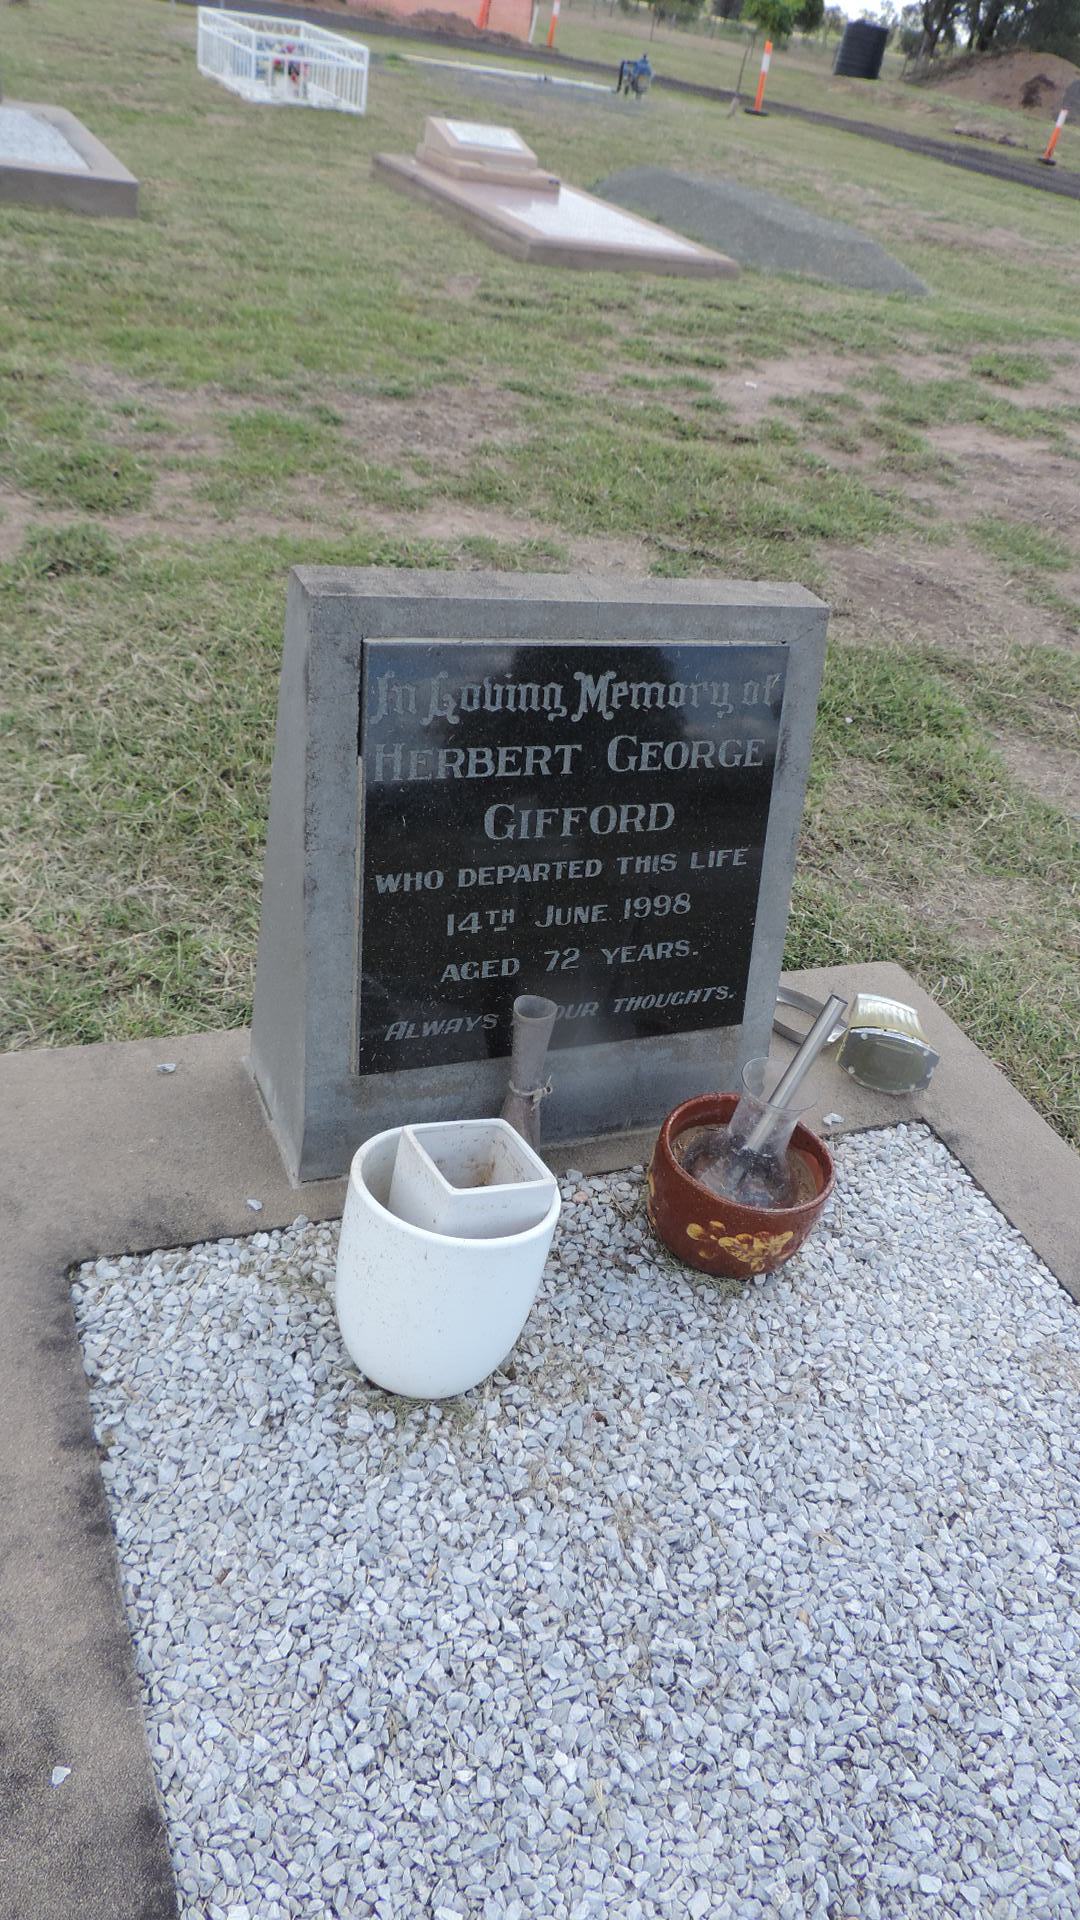 In Loving Memory of
HERBERT GEORGE
GIFFORD
WHO DEPARTED THIS LIFE
14TH JUNE 1998
AGED 72 YEARS.
ALWAYS OUR THOUGHTS.